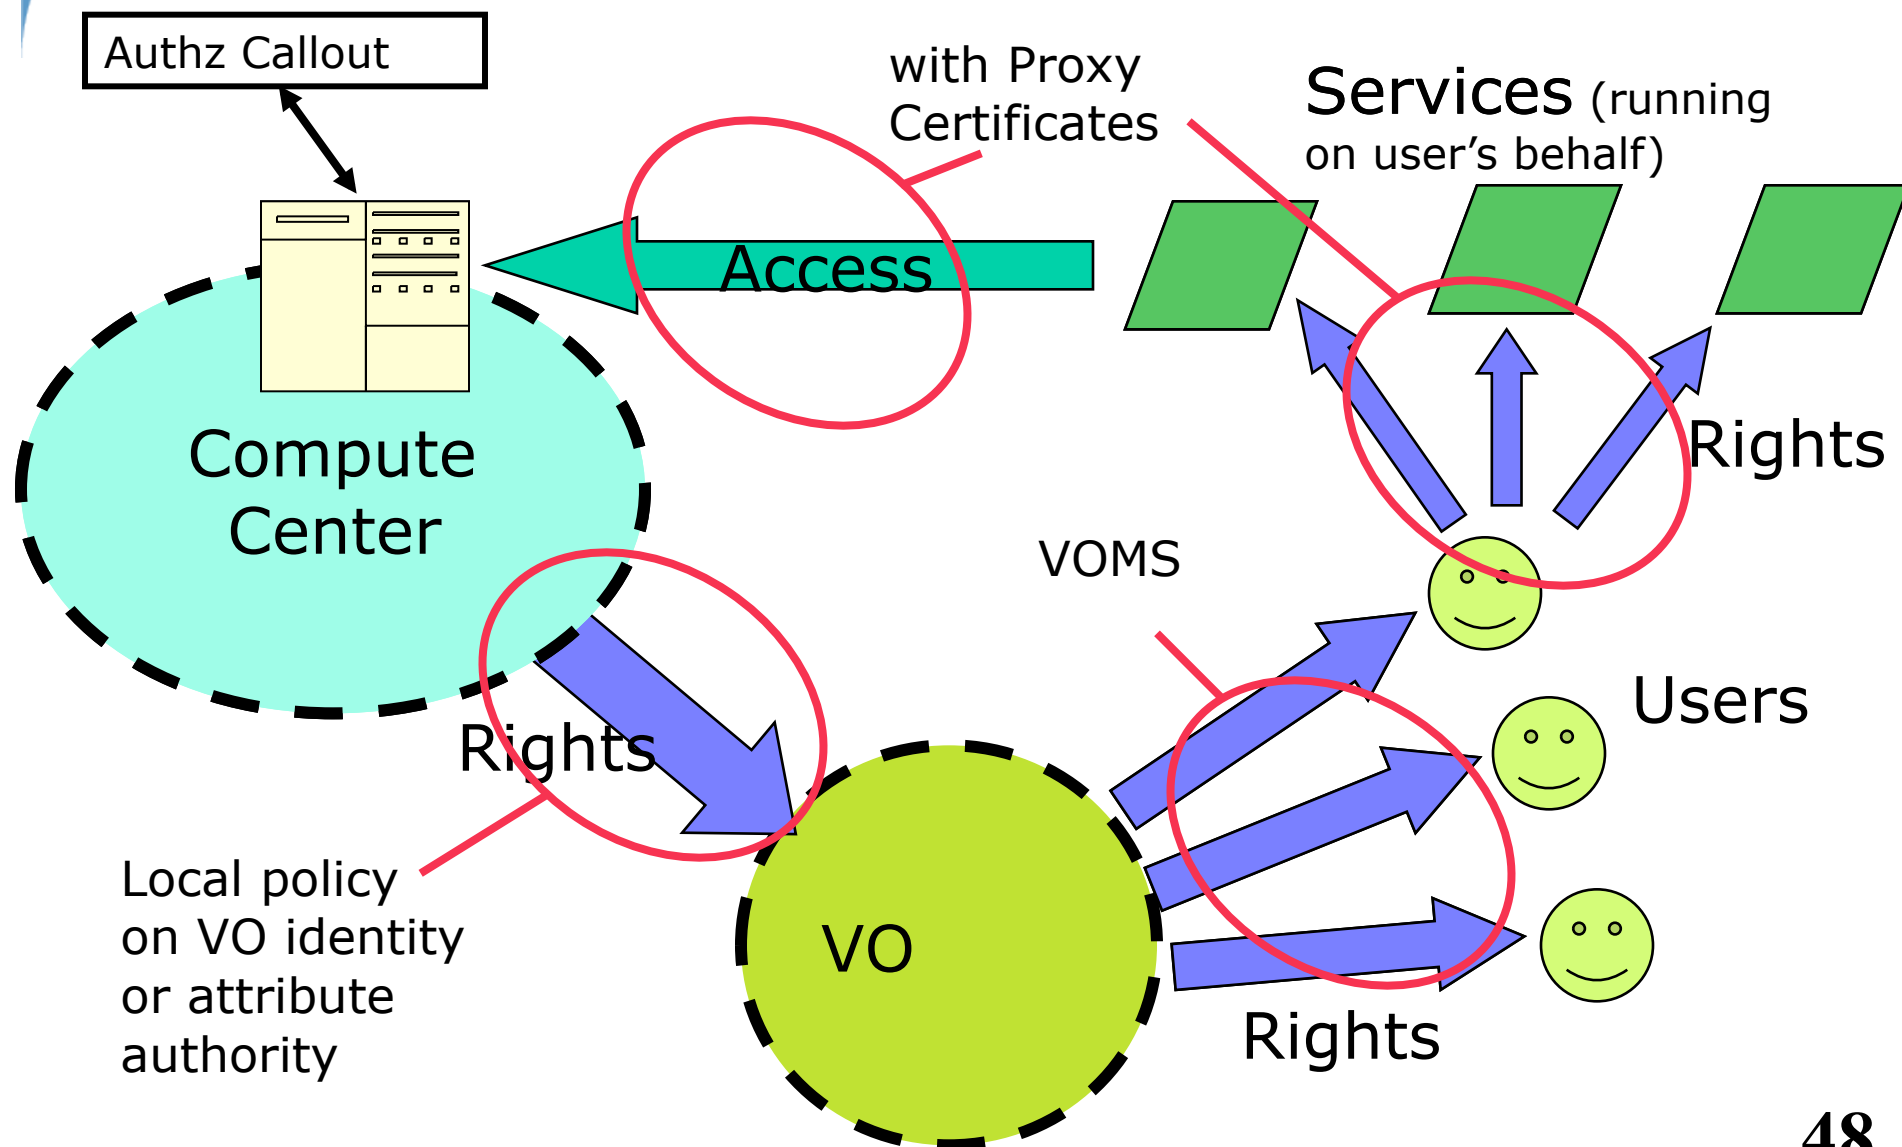 Authz Callout
with Proxy
Certificates
Services (running
on user's behalf)
Access
Compute
Center
Rights
VOMS
Users
Rights
Local policy
on VO identity
or attribute
authority
VO
Rights
48